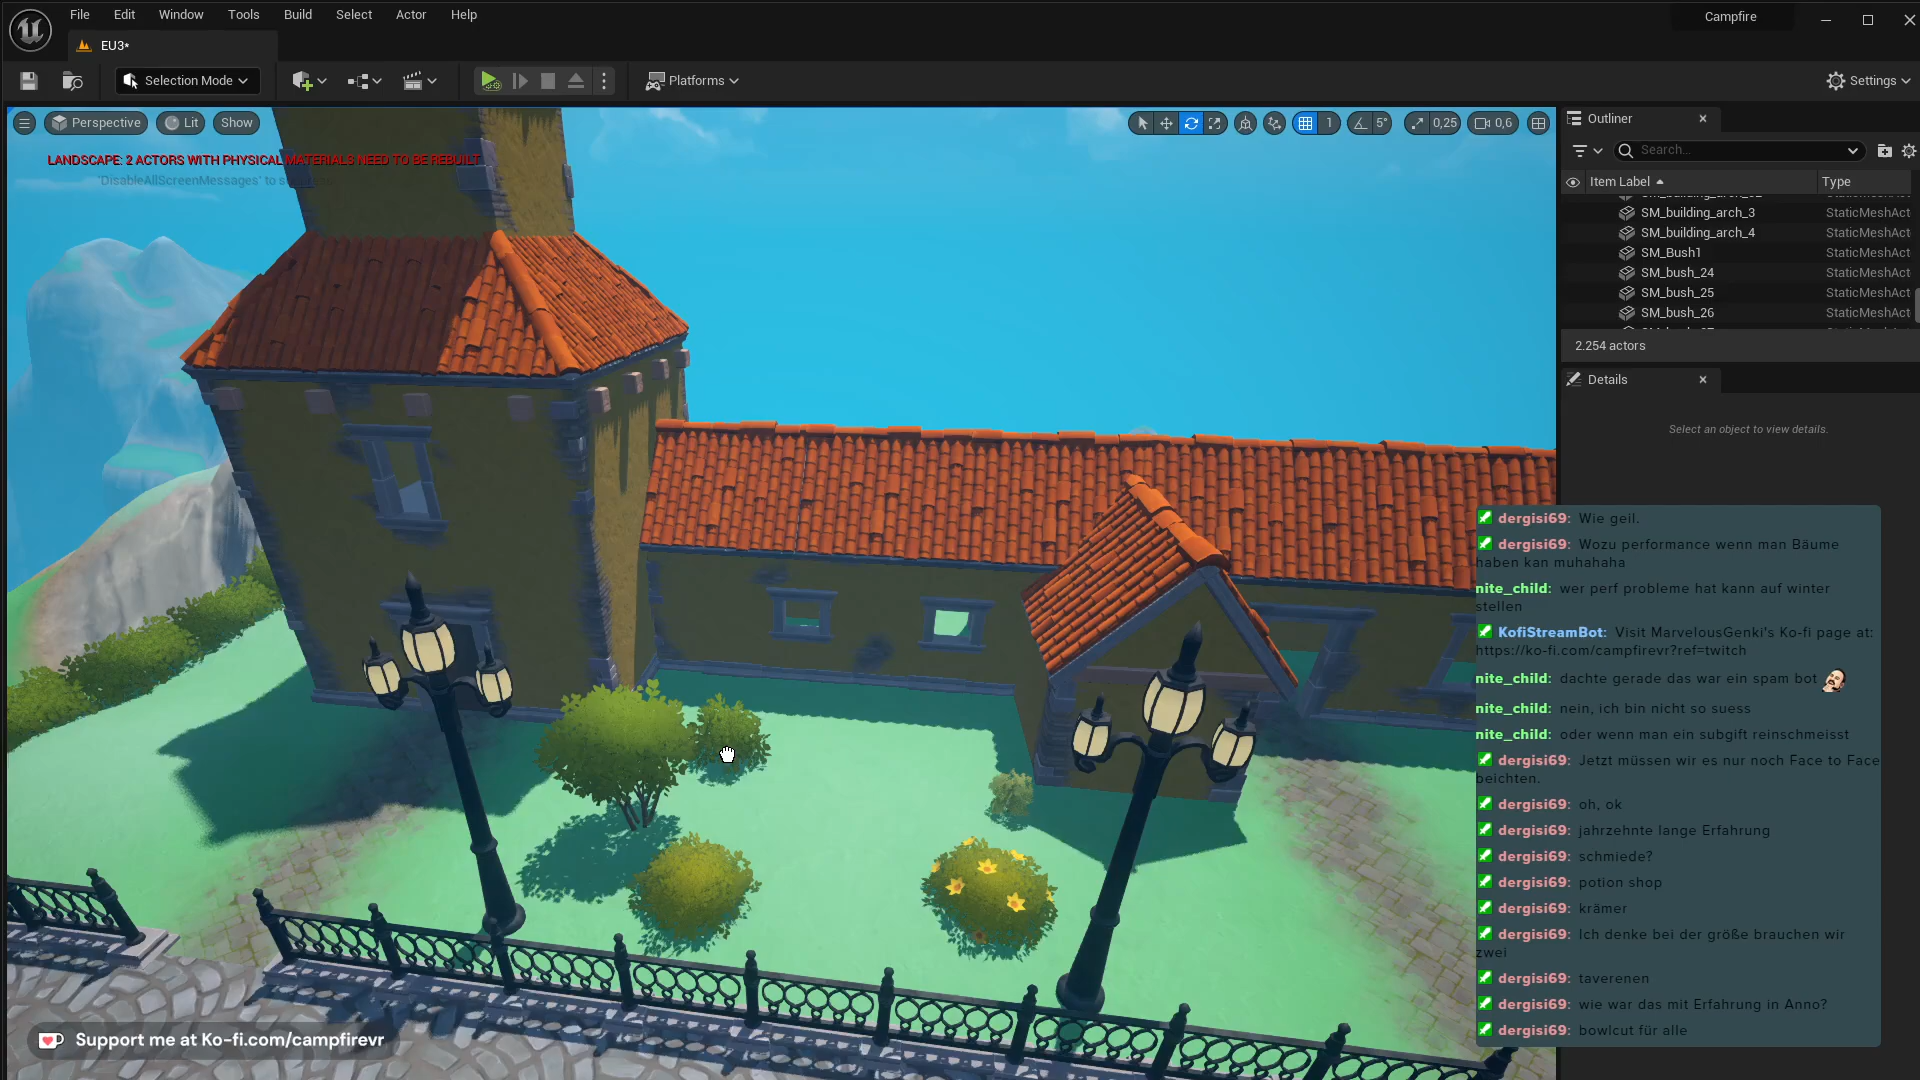 File Edit Window Tools Build Select Actor Help
Campfire
EU3*
Selection Mode
Platforms
Settings
Perspective Lit Show
1 5° 0,25 0,6
LANDSCAPE: 2 ACTORS WITH PHYSICAL MATERIALS NEED TO BE REBUILT
'DisableAllScreenMessages' to
Outliner
Search...
Item Label Type
SM_building_arch_3 StaticMeshAct
SM_building_arch_4 StaticMeshAct
SM_Bush1 StaticMeshAct
SM_bush_24 StaticMeshAct
SM_bush_25 StaticMeshAct
SM_bush_26 StaticMeshAct
2.254 actors
Details
Select an object to view details.
dergisi69: Wie geil.
dergisi69: Wozu performance wenn man Bäume
haben kan muhahaha
nite_child: wer perf probleme hat kann auf winter
stellen
KofiStreamBot: Visit MarvelousGenki's Ko-fi page at:
https://ko-fi.com/campfirevr?ref=twitch
nite_child: dachte gerade das war ein spam bot
nite_child: nein, ich bin nicht so suess
nite_child: oder wenn man ein subgift reinschmeisst
dergisi69: Jetzt müssen wir es nur noch Face to Face
beichten.
dergisi69: oh, ok
dergisi69: jahrzehnte lange Erfahrung
dergisi69: schmiede?
dergisi69: potion shop
dergisi69: krämer
dergisi69: Ich denke bei der größe brauchen wir
zwei
dergisi69: taverenen
dergisi69: wie war das mit Erfahrung in Anno?
dergisi69: bowlcut für alle
Support me at Ko-fi.com/campfirevr